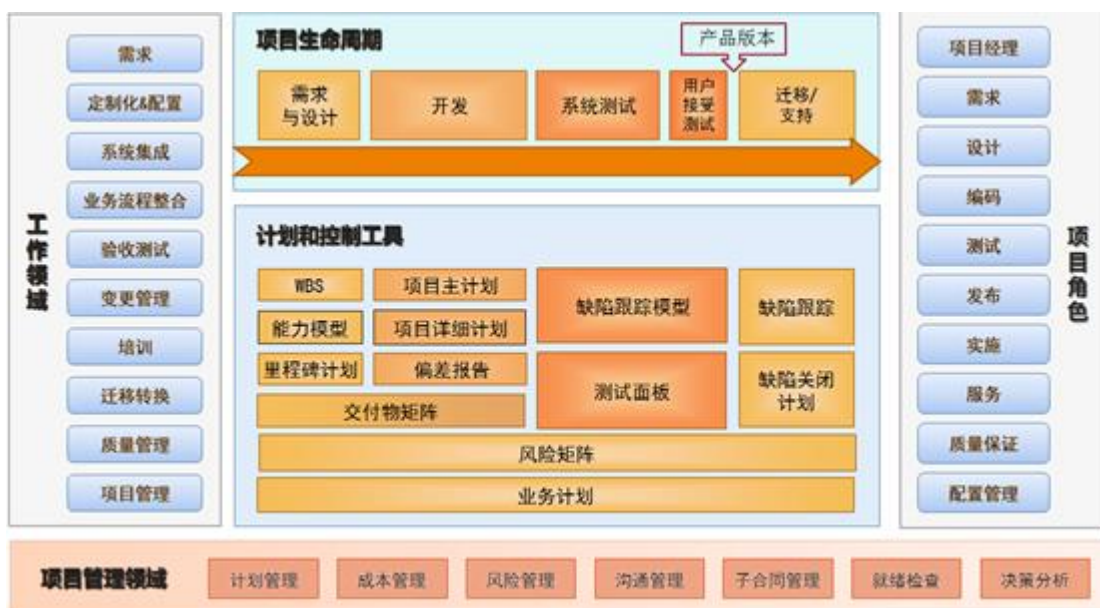 工作领域
需求
定制化&配置
系统集成
业务流程整合
验收测试
变更管理
培训
迁移转换
质量管理
项目管理
项目生命周期
产品版本
需求
与设计
开发
系统测试
用户
接受
测试
迁移/
支持
计划和控制工具
WBS
项目主计划
缺陷跟踪模型
缺陷跟踪
能力模型
项目详细计划
里程碑计划
偏差报告
测试面板
缺陷关闭
计划
交付物矩阵
风险矩阵
业务计划
项目经理
需求
设计
编码
测试
发布
实施
服务
质量保证
配置管理
项目角色
项目管理领域
计划管理
成本管理
风险管理
沟通管理
子合同管理
就绪检查
决策分析